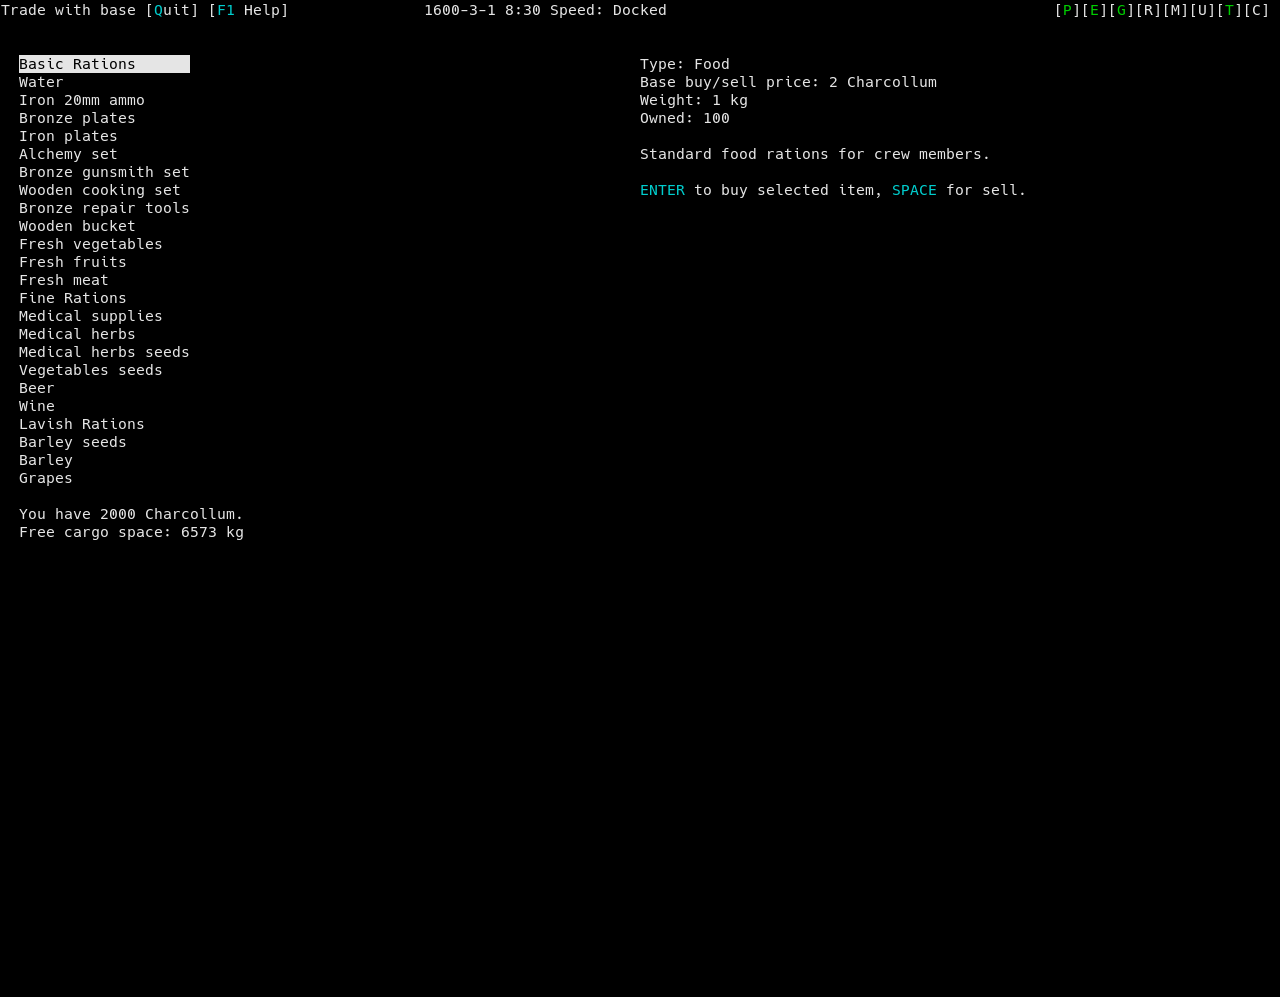 Trade with base [Quit] [F1 Help] 1600-3-1 8:30 Speed: Docked [P][E][G][R][M][U][T][C]
Basic Rations
Water
Iron 20mm ammo
Bronze plates
Iron plates
Alchemy set
Bronze gunsmith set
Wooden cooking set
Bronze repair tools
Wooden bucket
Fresh vegetables
Fresh fruits
Fresh meat
Fine Rations
Medical supplies
Medical herbs
Medical herbs seeds
Vegetables seeds
Beer
Wine
Lavish Rations
Barley seeds
Barley
Grapes
You have 2000 Charcollum.
Free cargo space: 6573 kg
Type: Food
Base buy/sell price: 2 Charcollum
Weight: 1 kg
Owned: 100
Standard food rations for crew members.
ENTER to buy selected item, SPACE for sell.